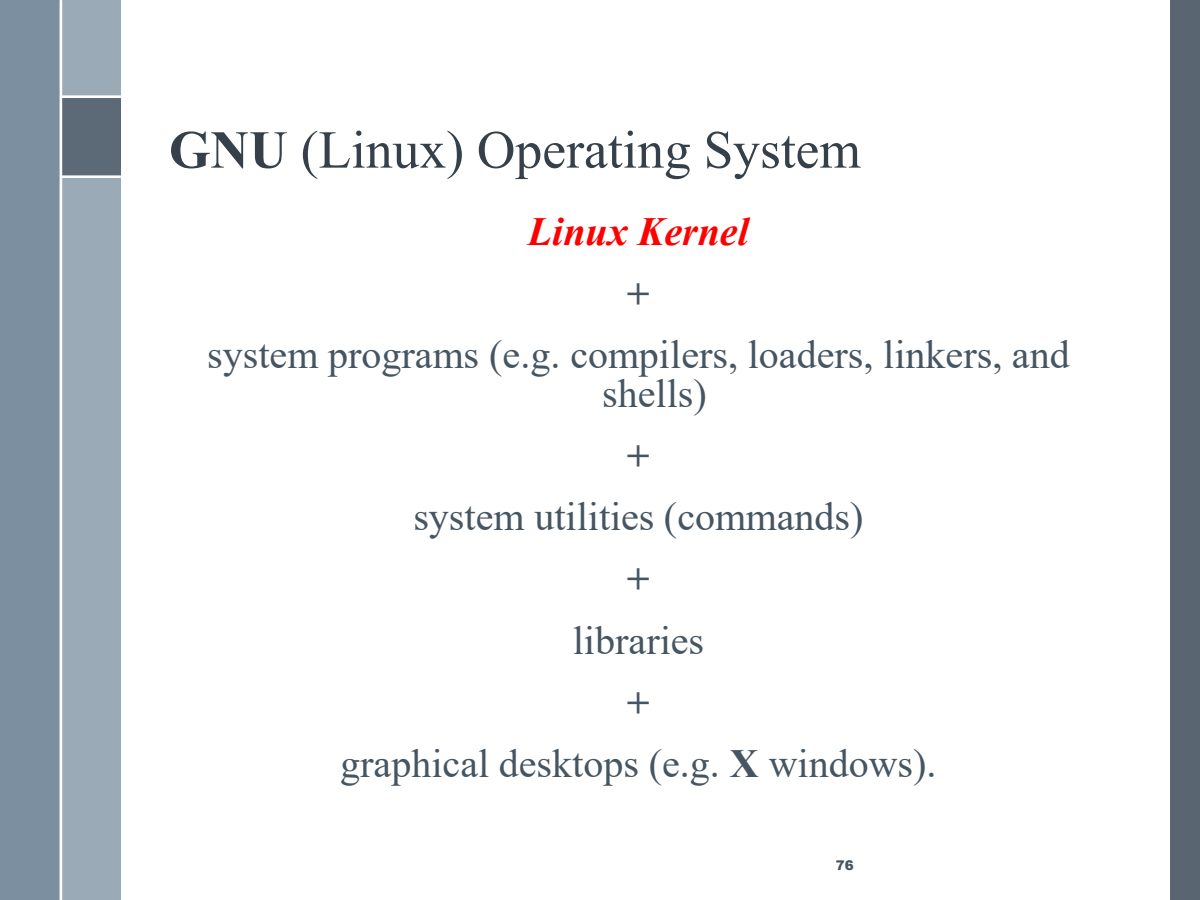 GNU (Linux) Operating System
Linux Kernel
+
system programs (e.g. compilers, loaders, linkers, and
shells)
+
system utilities (commands)
+
libraries
+
graphical desktops (e.g. X windows).
76